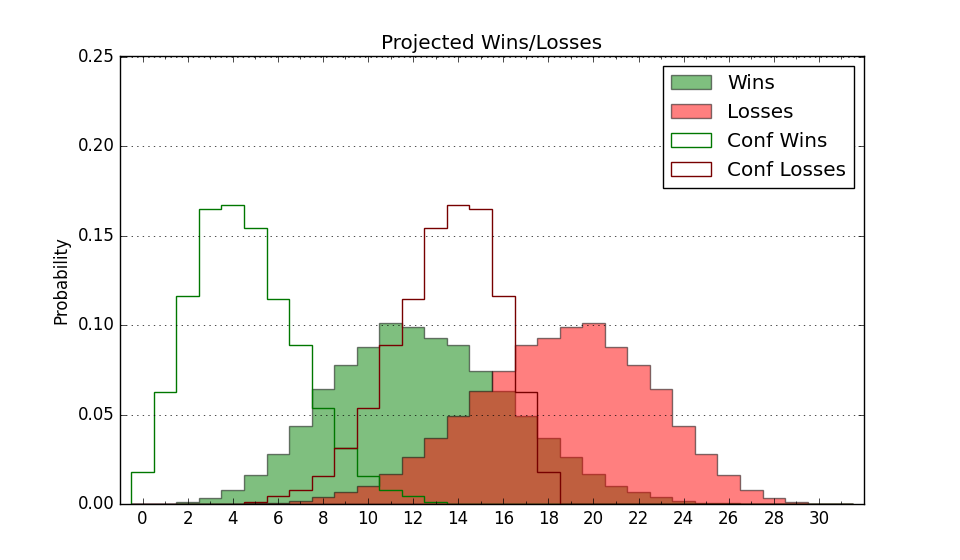 Projected Wins/Losses
0.25
0.20
0.15
0.10
0.05
0.00
Probability
Wins
Losses
Conf Wins
Conf Losses
0 2 4 6 8 10 12 14 16 18 20 22 24 26 28 30